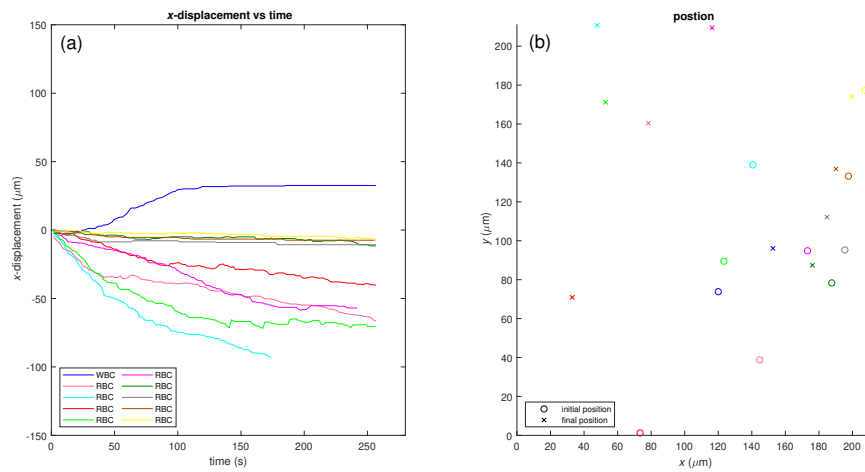 x-displacement vs time
(a)
x-displacement (μm)
150
100
50
0
-50
-100
-150
0 50 100 150 200 250
time (s)
WBC RBC
RBC RBC
RBC RBC
RBC RBC
RBC RBC
postion
(b)
y (μm)
200
180
160
140
120
100
80
60
40
20
0
0 20 40 60 80 100 120 140 160 180 200
x (μm)
initial position
final position